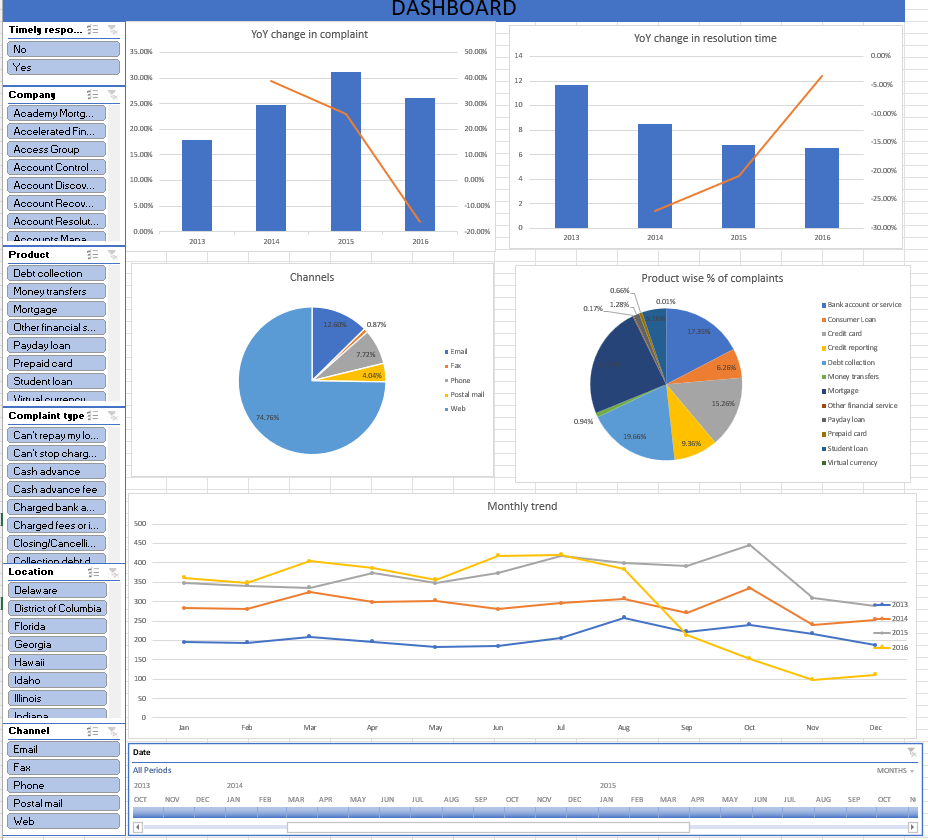 DASHBOARD
Timely respo...
No
Yes
Company
Academy Mortg...
Accelerated Fin...
Access Group
Account Control ...
Account Discov...
Account Recov...
Account Resolut...
Accounts Mana
Product
Debt collection
Money transfers
Mortgage
Other financial s...
Payday loan
Prepaid card
Student loan
Virtual currency
Complaint type
Can't repay my lo...
Can't stop charg...
Cash advance
Cash advance fee
Charged bank a...
Charged fees or i...
Closing/Cancelli...
Collection debt d
Location
Delaware
District of Columbia
Florida
Georgia
Hawaii
Idaho
Illinois
Indiana
Channel
Email
Fax
Phone
Postal mail
Web
YoY change in complaint
35.00%
30.00%
25.00%
20.00%
15.00%
10.00%
5.00%
0.00%
50.00%
40.00%
30.00%
20.00%
10.00%
0.00%
-10.00%
-20.00%
2013 2014 2015 2016
YoY change in resolution time
14
12
10
8
6
4
2
0
0.00%
-5.00%
-10.00%
-15.00%
-20.00%
-25.00%
-30.00%
2013 2014 2015 2016
Channels
12.60%
0.87%
7.72%
4.04%
74.76%
Email
Fax
Phone
Postal mail
Web
Product wise % of complaints
0.66%
0.01%
1.28%
0.17%
17.35%
6.26%
15.26%
9.36%
19.66%
0.94%
Bank account or service
Consumer Loan
Credit card
Credit reporting
Debt collection
Money transfers
Mortgage
Other financial service
Payday loan
Prepaid card
Student loan
Virtual currency
Monthly trend
500
450
400
350
300
250
200
150
100
50
0
Jan Feb Mar Apr May Jun Jul Aug Sep Oct Nov Dec
2013
2014
2015
2016
Date
All Periods
MONTHS
2013 2014 2015
OCT NOV DEC JAN FEB MAR APR MAY JUN JUL AUG SEP OCT NOV DEC JAN FEB MAR APR MAY JUN JUL AUG SEP OCT